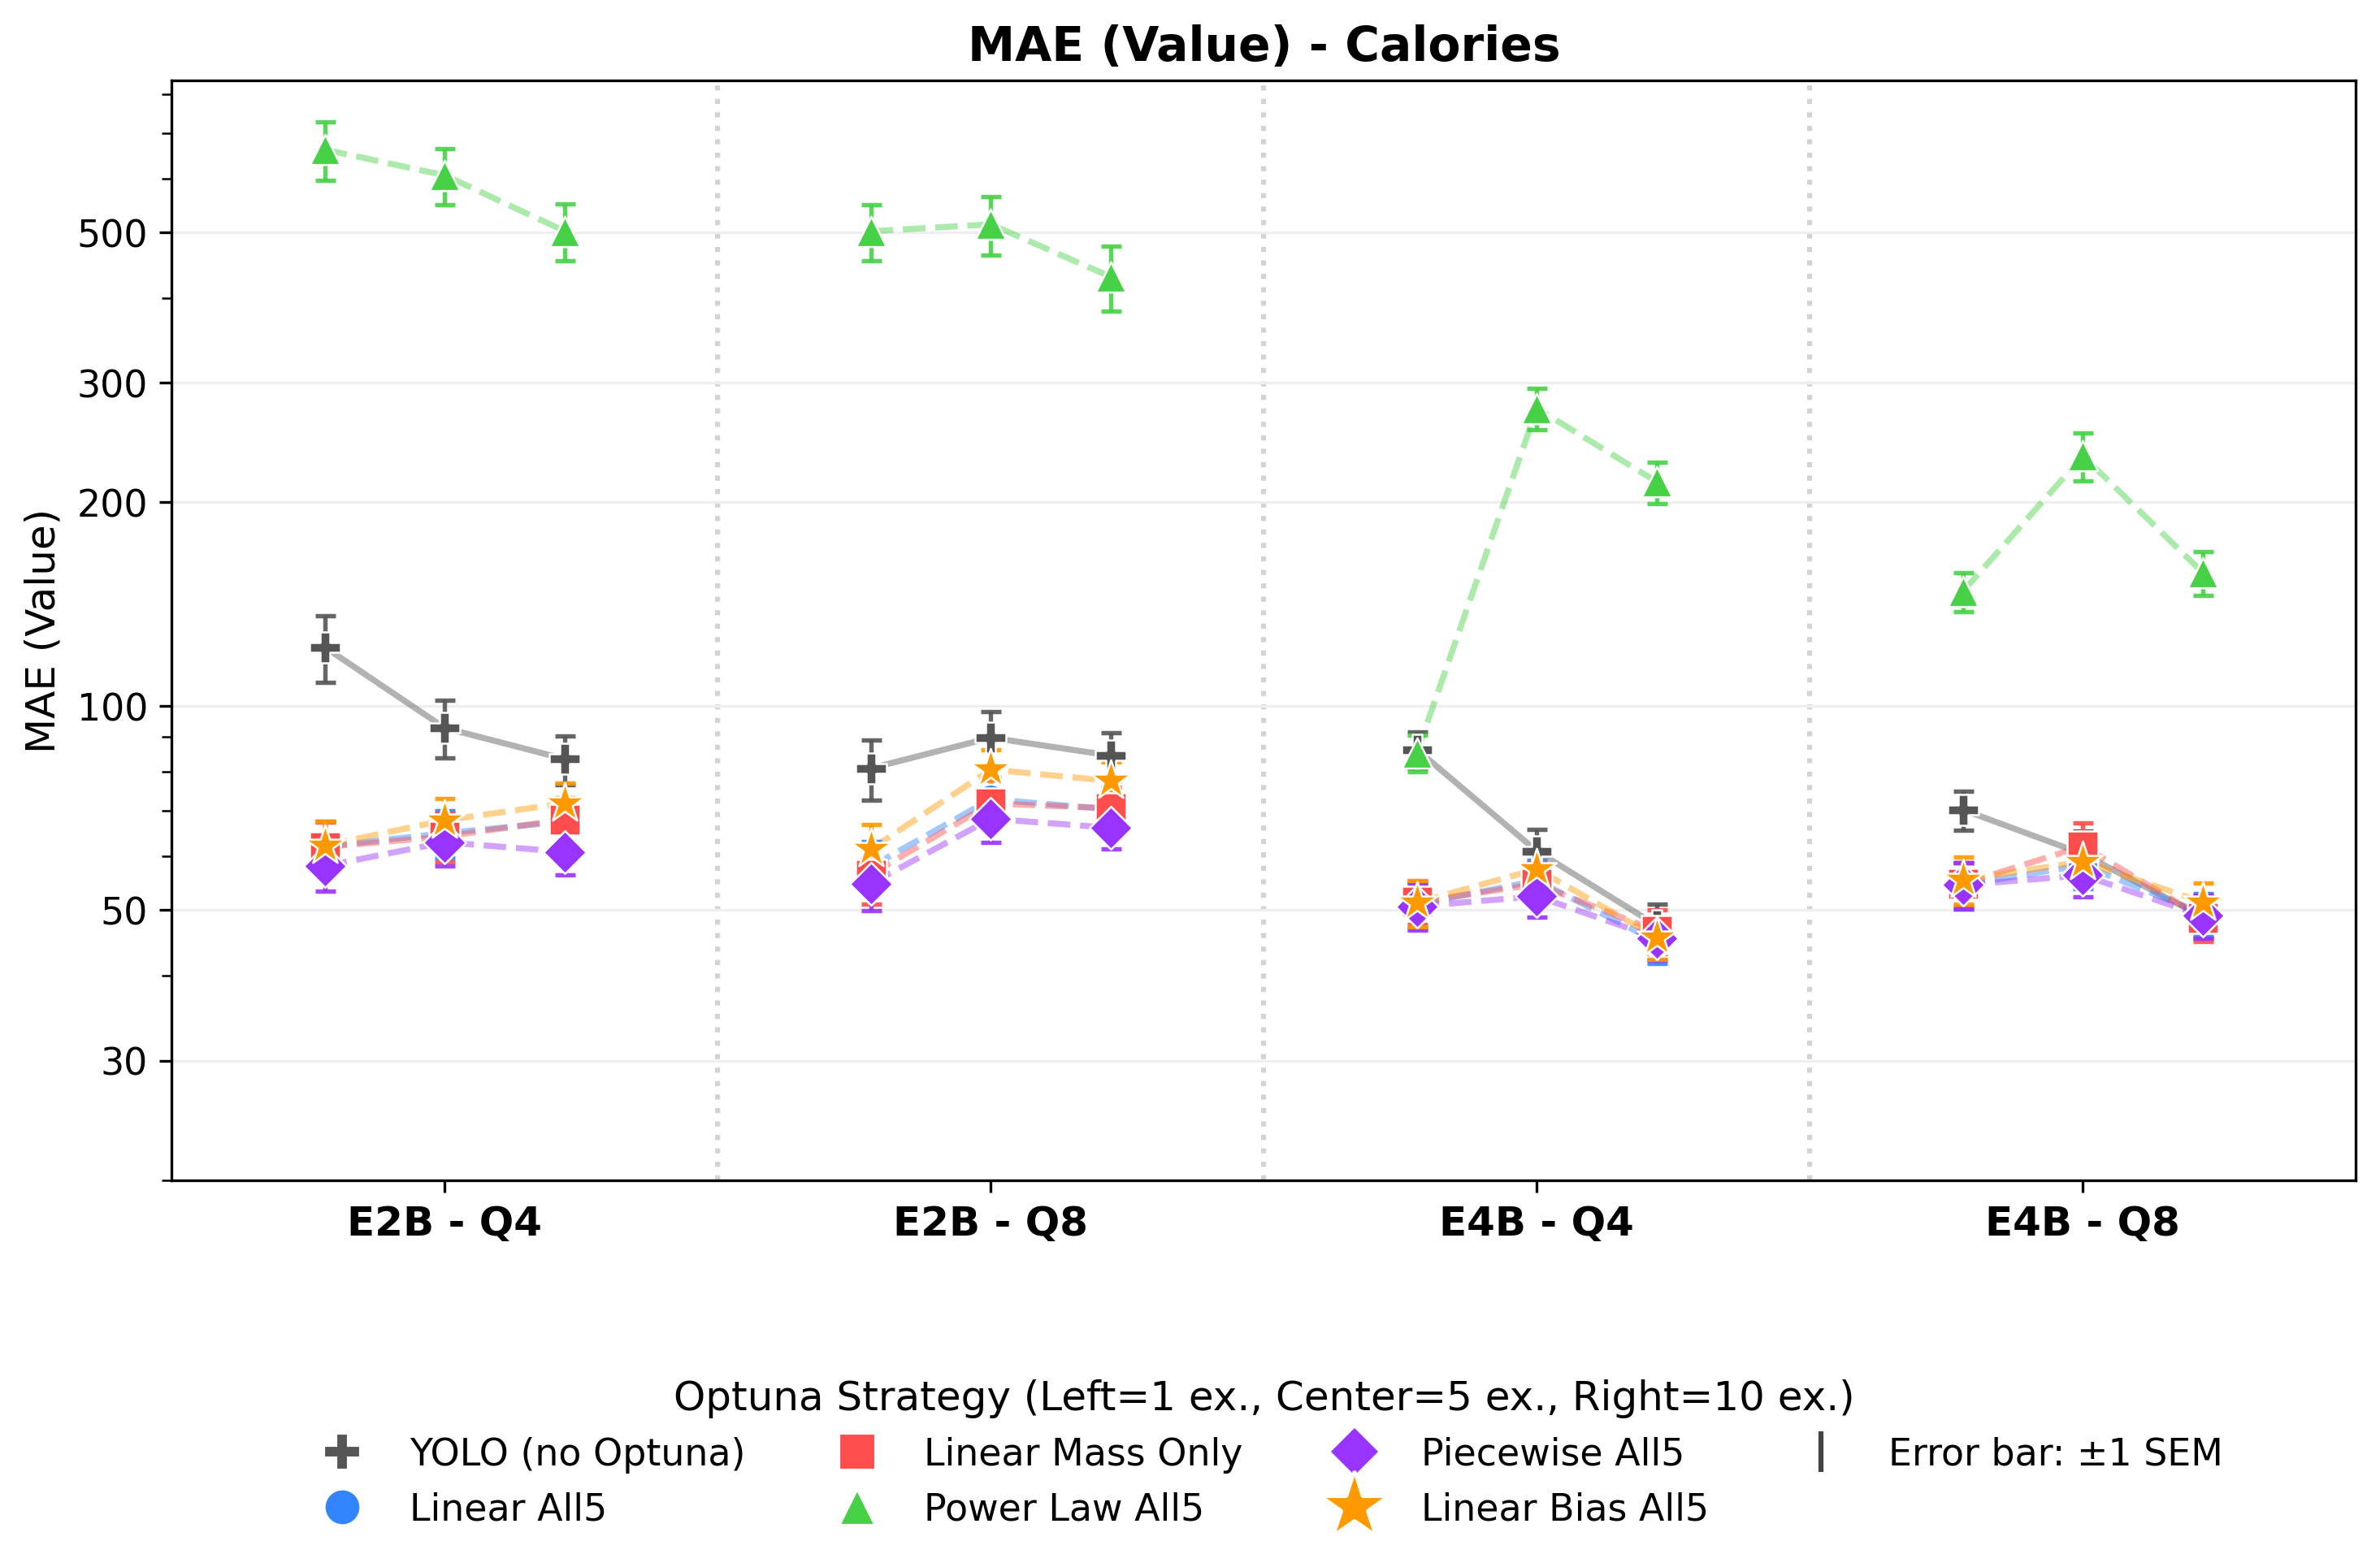 MAE (Value) - Calories
MAE (Value)
500
300
200
100
50
30
E2B - Q4
E2B - Q8
E4B - Q4
E4B - Q8
Optuna Strategy (Left=1 ex., Center=5 ex., Right=10 ex.)
YOLO (no Optuna)
Linear Mass Only
Piecewise All5
Error bar: ±1 SEM
Linear All5
Power Law All5
Linear Bias All5